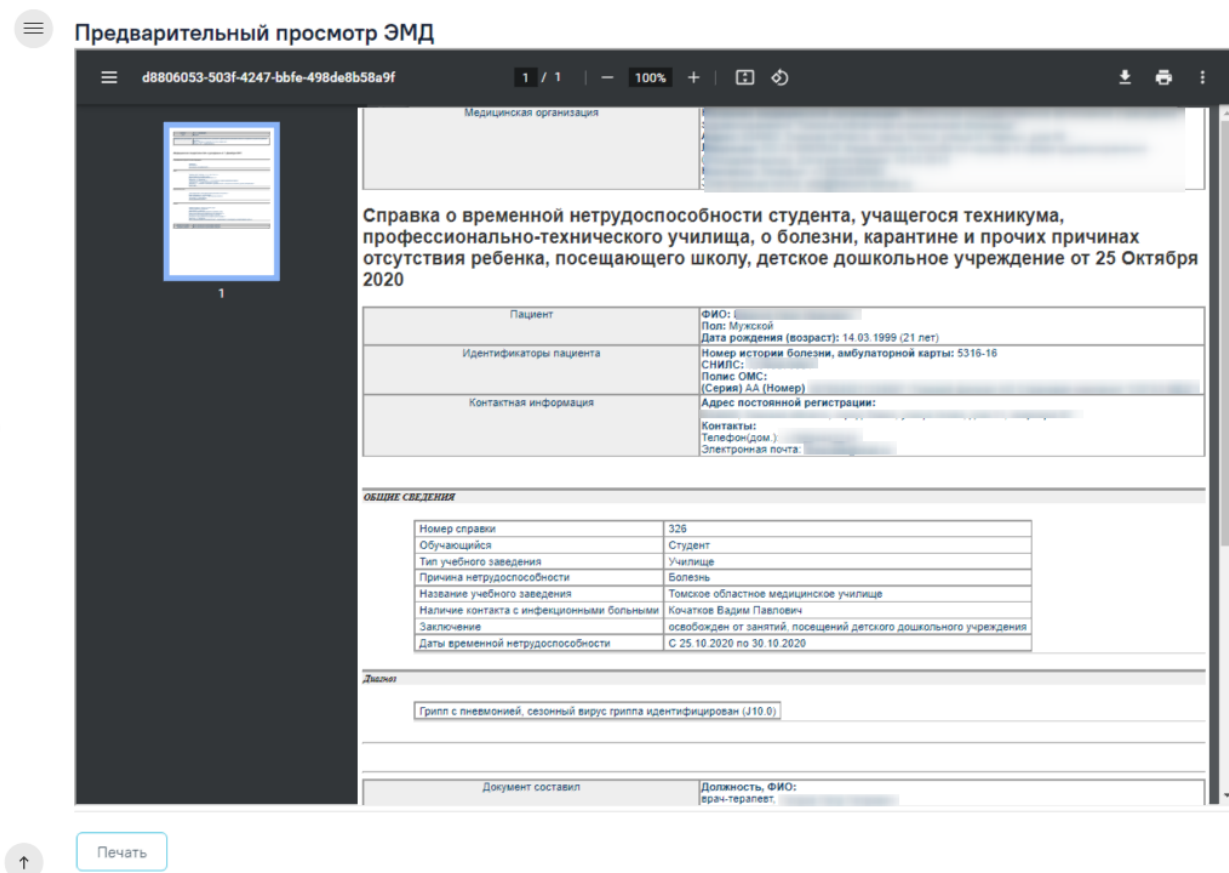 Предварительный просмотр ЭМД
d8806053-503f-4247-bbfe-498de8b58a9f
1 / 1
100%
1
Медицинская организация
Справка о временной нетрудоспособности студента, учащегося техникума,
профессионально-технического училища, о болезни, карантине и прочих причинах
отсутствия ребенка, посещающего школу, детское дошкольное учреждение от 25 Октября
2020
Пациент
ФИО:
Пол: Мужской
Дата рождения (возраст): 14.03.1999 (21 лет)
Идентификаторы пациента
Номер истории болезни, амбулаторной карты: 5316-16
СНИЛС:
Полис ОМС:
(Серия) АА (Номер)
Контактная информация
Адрес постоянной регистрации:
Контакты:
Телефон(дом.):
Электронная почта:
ОБЩИЕ СВЕДЕНИЯ
Номер справки 326
Обучающийся Студент
Тип учебного заведения Училище
Причина нетрудоспособности Болезнь
Название учебного заведения Томское областное медицинское училище
Наличие контакта с инфекционными больными Кочатков Вадим Павлович
Заключение освобожден от занятий, посещений детского дошкольного учреждения
Даты временной нетрудоспособности С 25.10.2020 по 30.10.2020
Диагноз
Грипп с пневмонией, сезонный вирус гриппа идентифицирован (J10.0)
Документ составил
Должность, ФИО:
врач-терапевт,
Печать